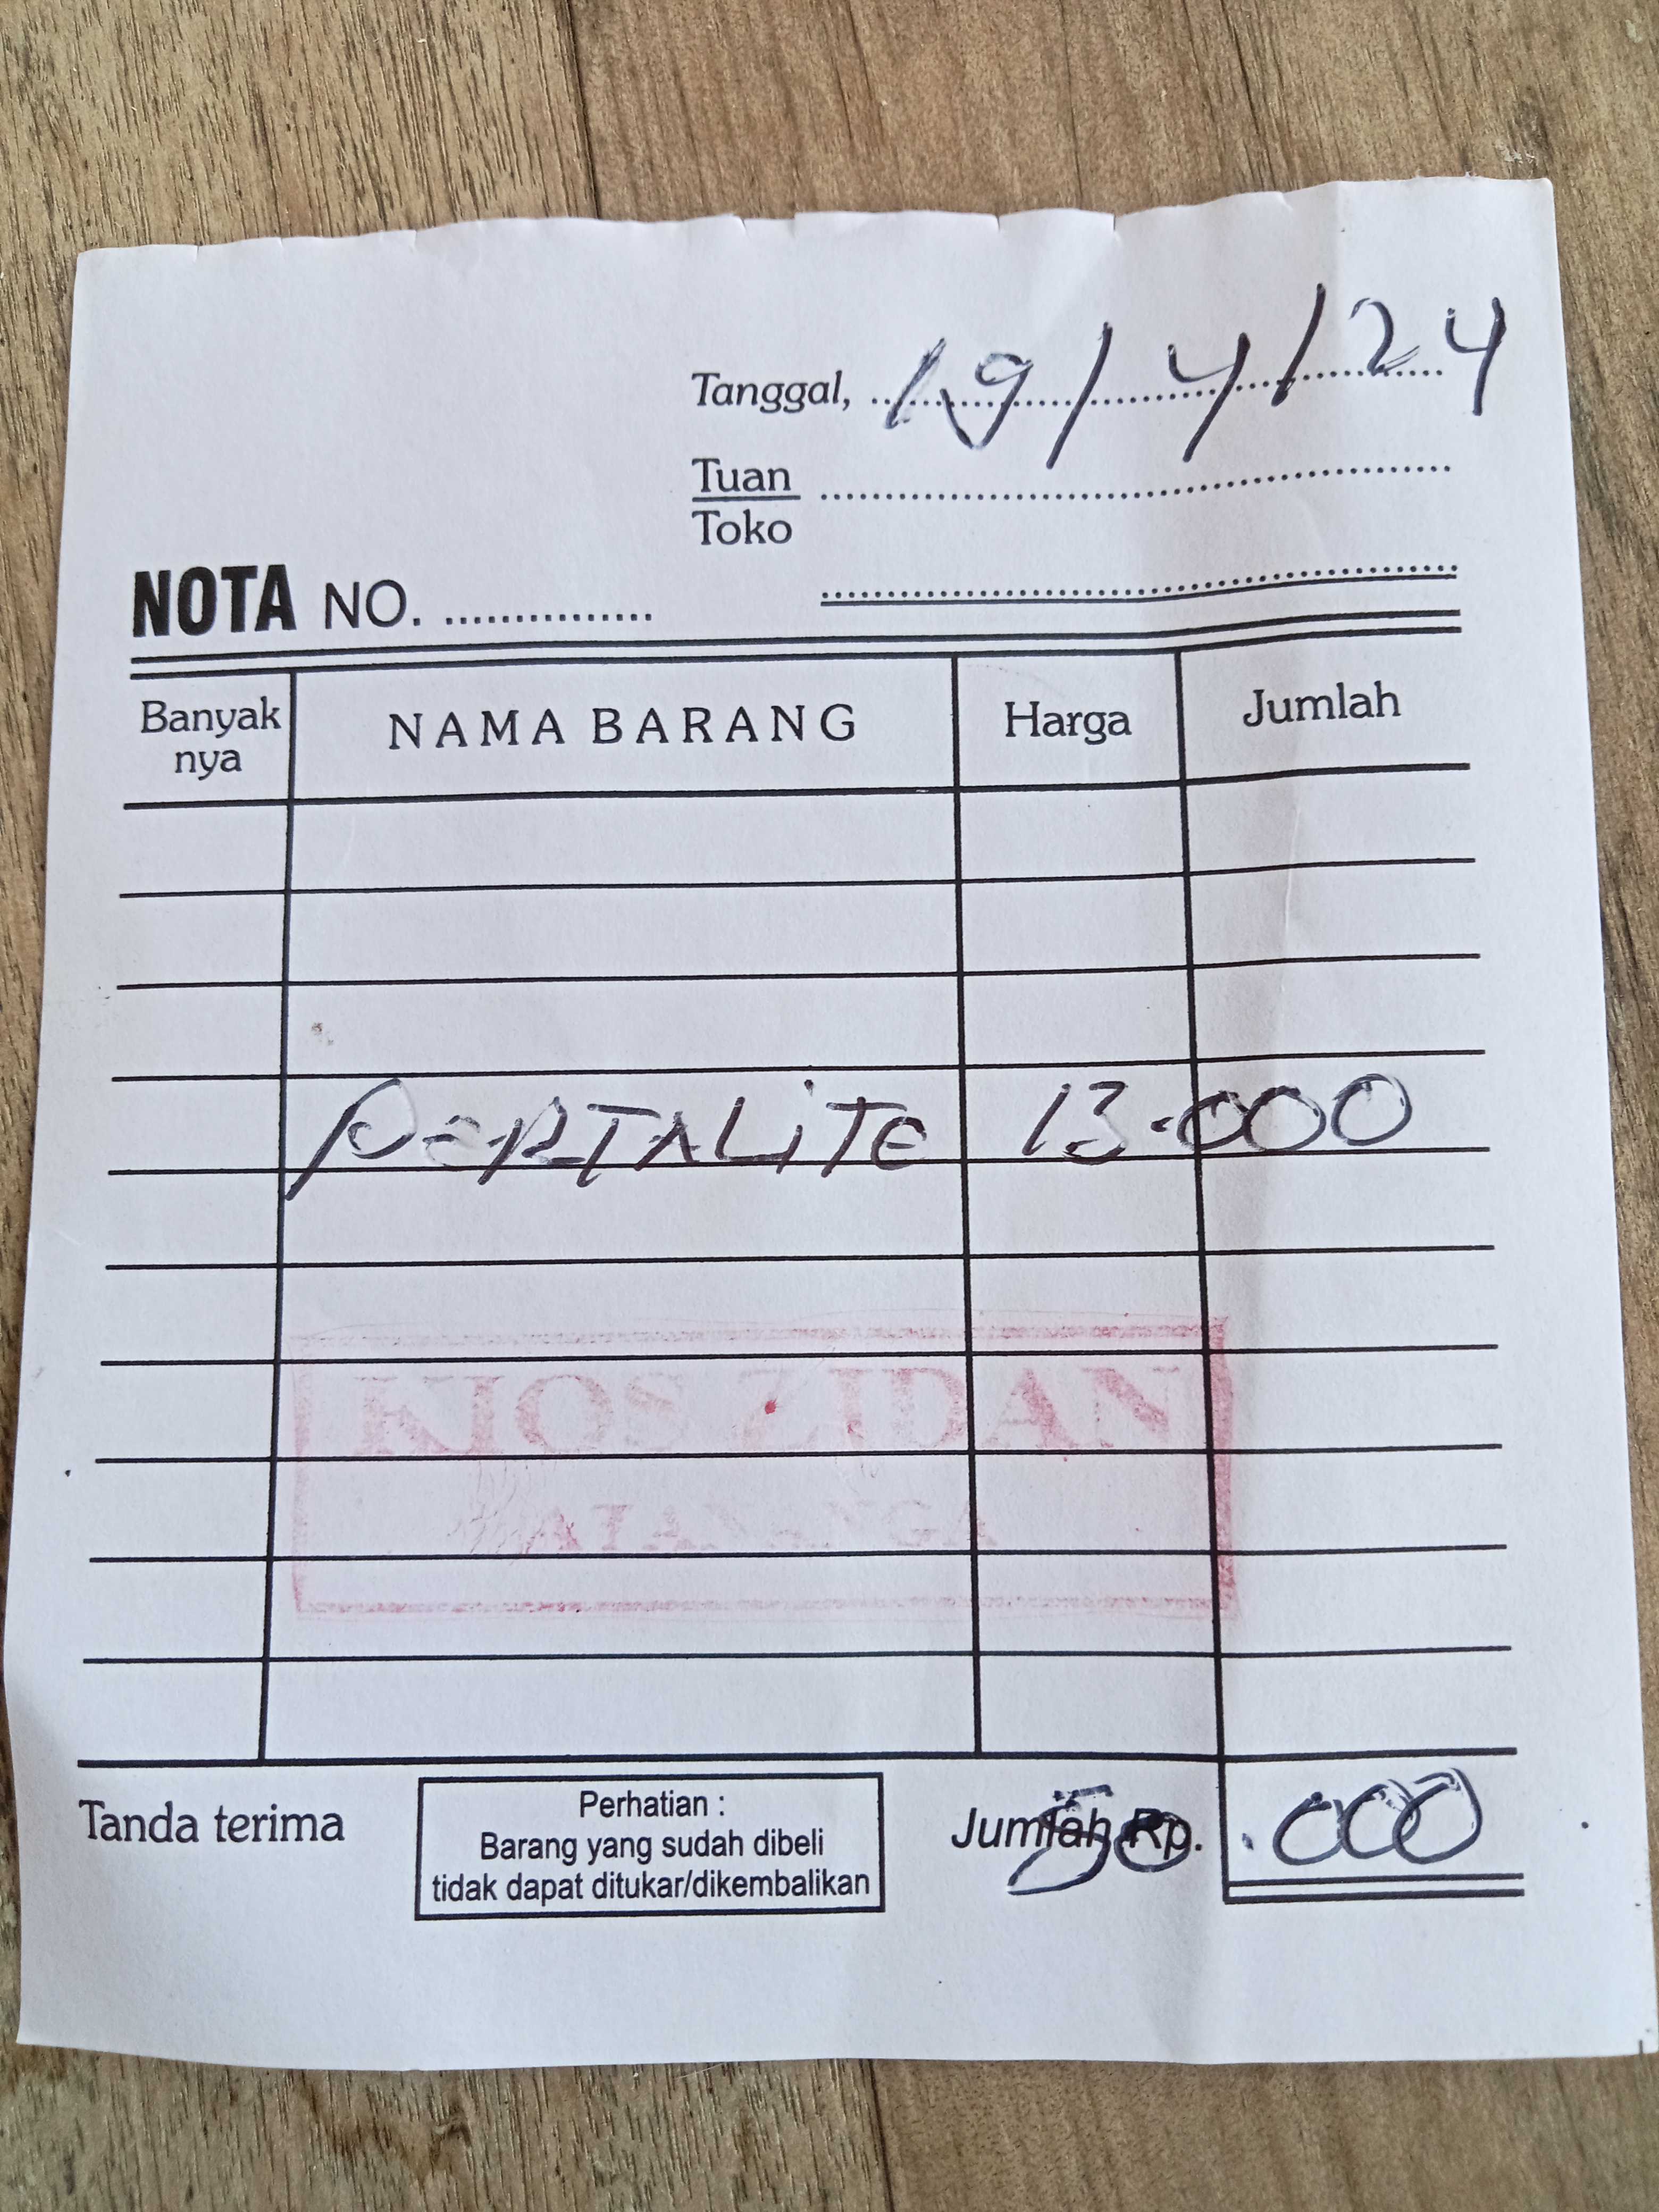 Tanggal, 19/4/24
Tuan
Toko
NOTA NO.
Banyak nya NAMA BARANG Harga Jumlah
PERTALiTE 13.000
KIOS ZIDAN
Tanda terima
Perhatian :
Barang yang sudah dibeli
tidak dapat ditukar/dikembalikan
Jumlah Rp. 50.000